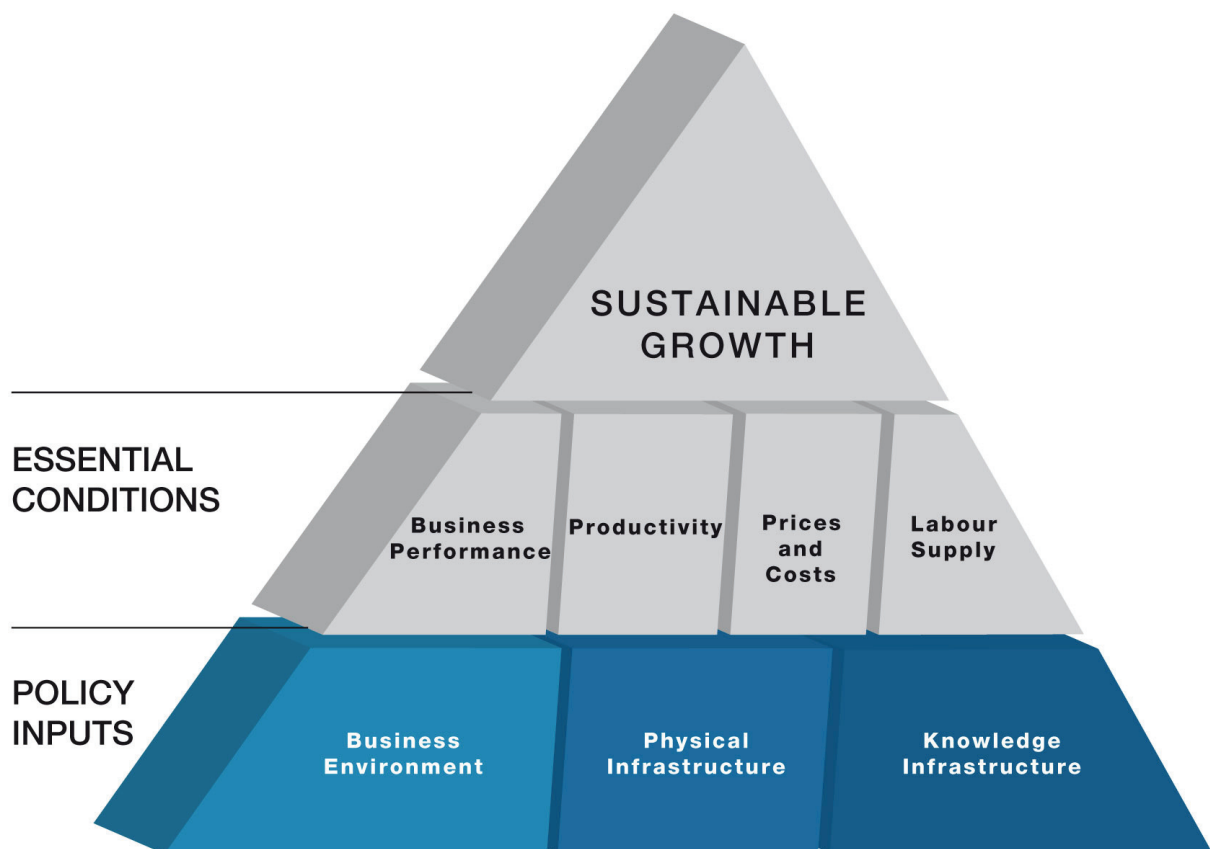 SUSTAINABLE
GROWTH
ESSENTIAL
CONDITIONS
Business
Performance
Productivity
Prices
and
Costs
Labour
Supply
POLICY
INPUTS
Business
Environment
Physical
Infrastructure
Knowledge
Infrastructure